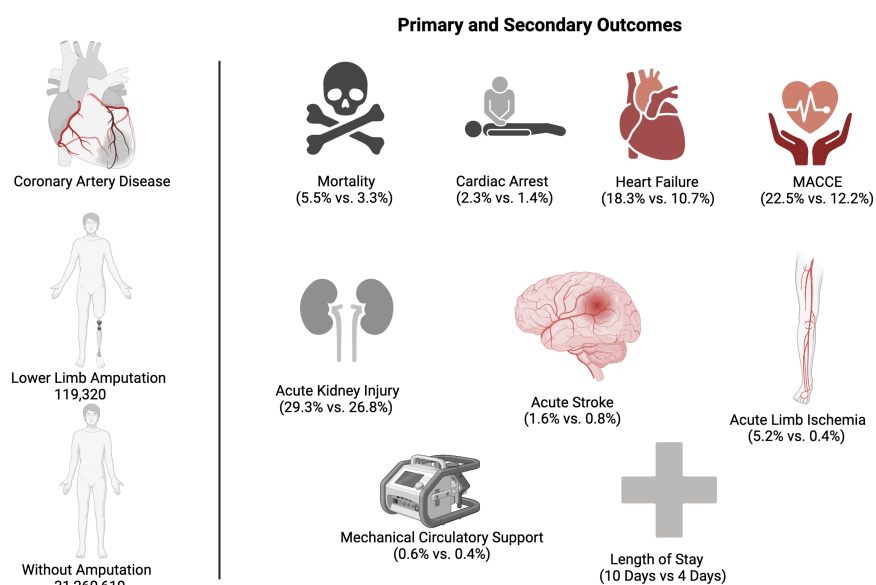 Primary and Secondary Outcomes
Coronary Artery Disease
Lower Limb Amputation
119,320
Without Amputation
Mortality
(5.5% vs. 3.3%)
Cardiac Arrest
(2.3% vs. 1.4%)
Heart Failure
(18.3% vs. 10.7%)
MACCE
(22.5% vs. 12.2%)
Acute Kidney Injury
(29.3% vs. 26.8%)
Acute Stroke
(1.6% vs. 0.8%)
Acute Limb Ischemia
(5.2% vs. 0.4%)
Mechanical Circulatory Support
(0.6% vs. 0.4%)
Length of Stay
(10 Days vs 4 Days)